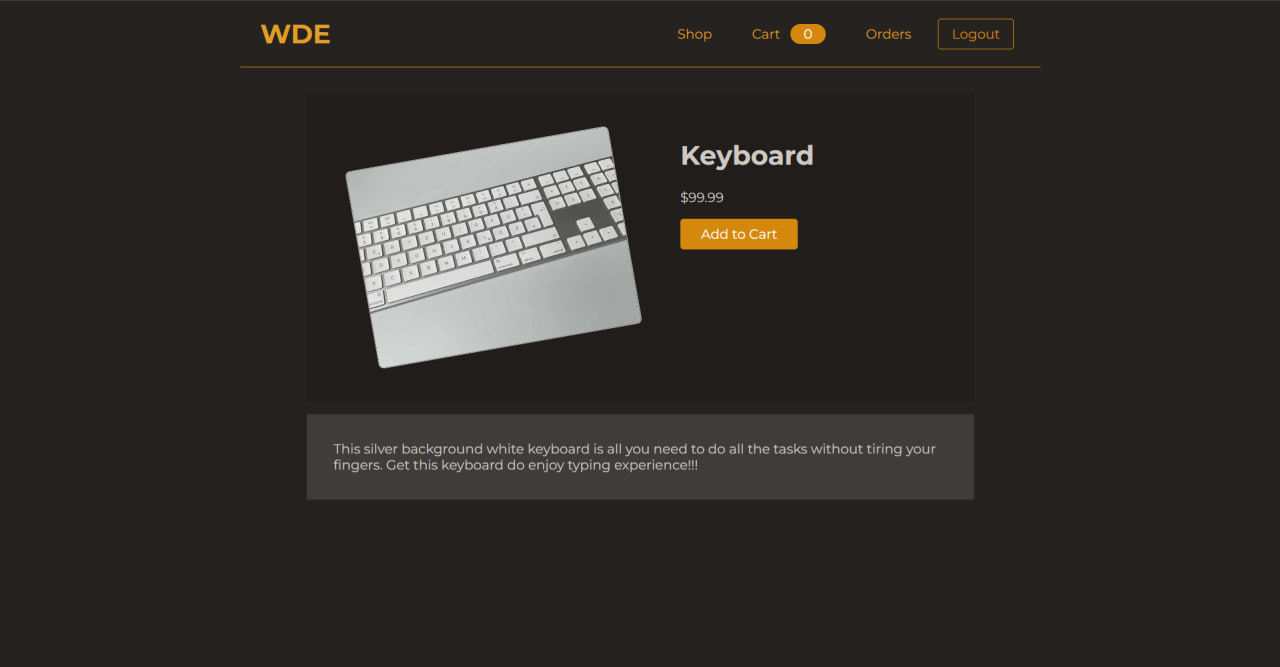 WDE
Shop
Cart 0
Orders
Logout
Keyboard
$99.99
Add to Cart
This silver background white keyboard is all you need to do all the tasks without tiring your
fingers. Get this keyboard do enjoy typing experience!!!